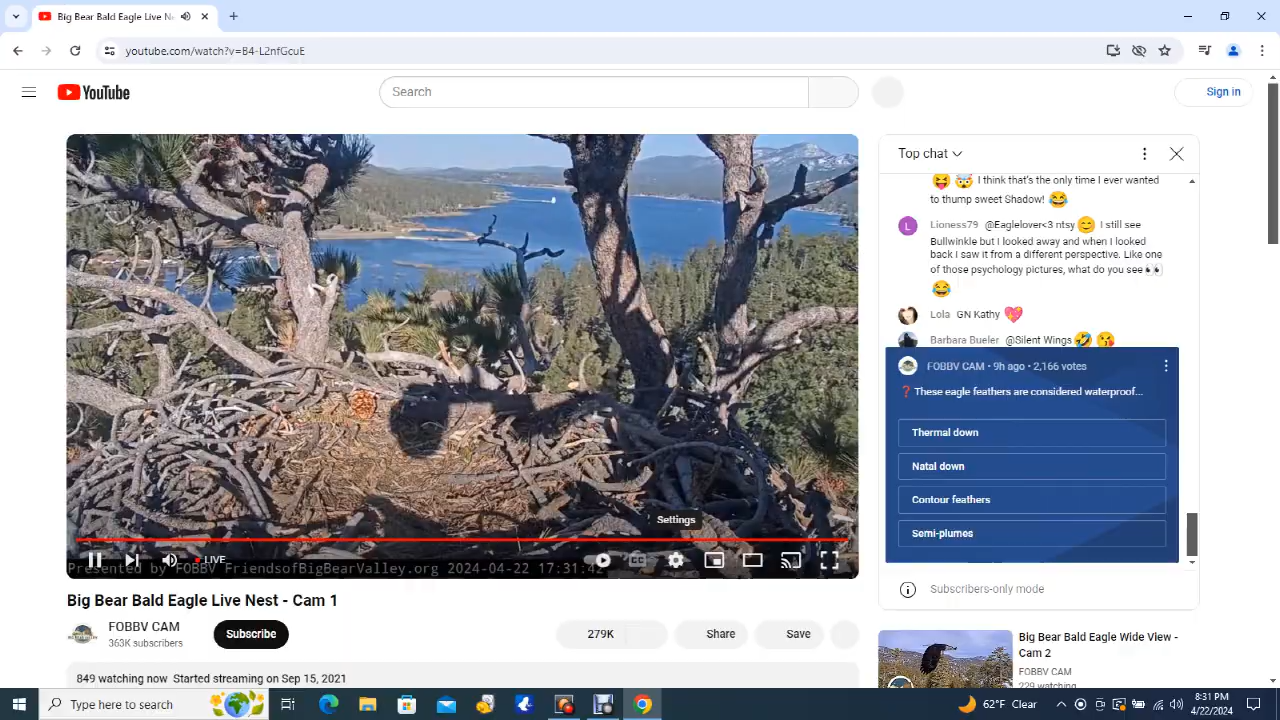 Big Bear Bald Eagle Live Ne
youtube.com/watch?v=B4-L2nfGcuE
YouTube
Search
Sign in
Top chat
I think that's the only time I ever wanted
to thump sweet Shadow!
L
Lioness79 @Eaglelover<3 ntsy I still see
Bullwinkle but I looked away and when I looked
back I saw it from a different perspective. Like one
of those psychology pictures, what do you see
Lola GN Kathy
Barbara Bueler @Silent Wings
FOBBV CAM • 9h ago • 2,166 votes
These eagle feathers are considered waterproof...
Thermal down
Natal down
Contour feathers
Semi-plumes
Subscribers-only mode
Settings
LIVE
CC
Presented by FOBBV FriendsofBigBearValley.org 2024-04-22 17:31:42
Big Bear Bald Eagle Live Nest - Cam 1
FOBBV CAM
363K subscribers
Subscribe
279K
Share
Save
849 watching now Started streaming on Sep 15, 2021
Big Bear Bald Eagle Wide View -
Cam 2
FOBBV CAM
229 watching
Type here to search
62°F Clear
8:31 PM
4/22/2024